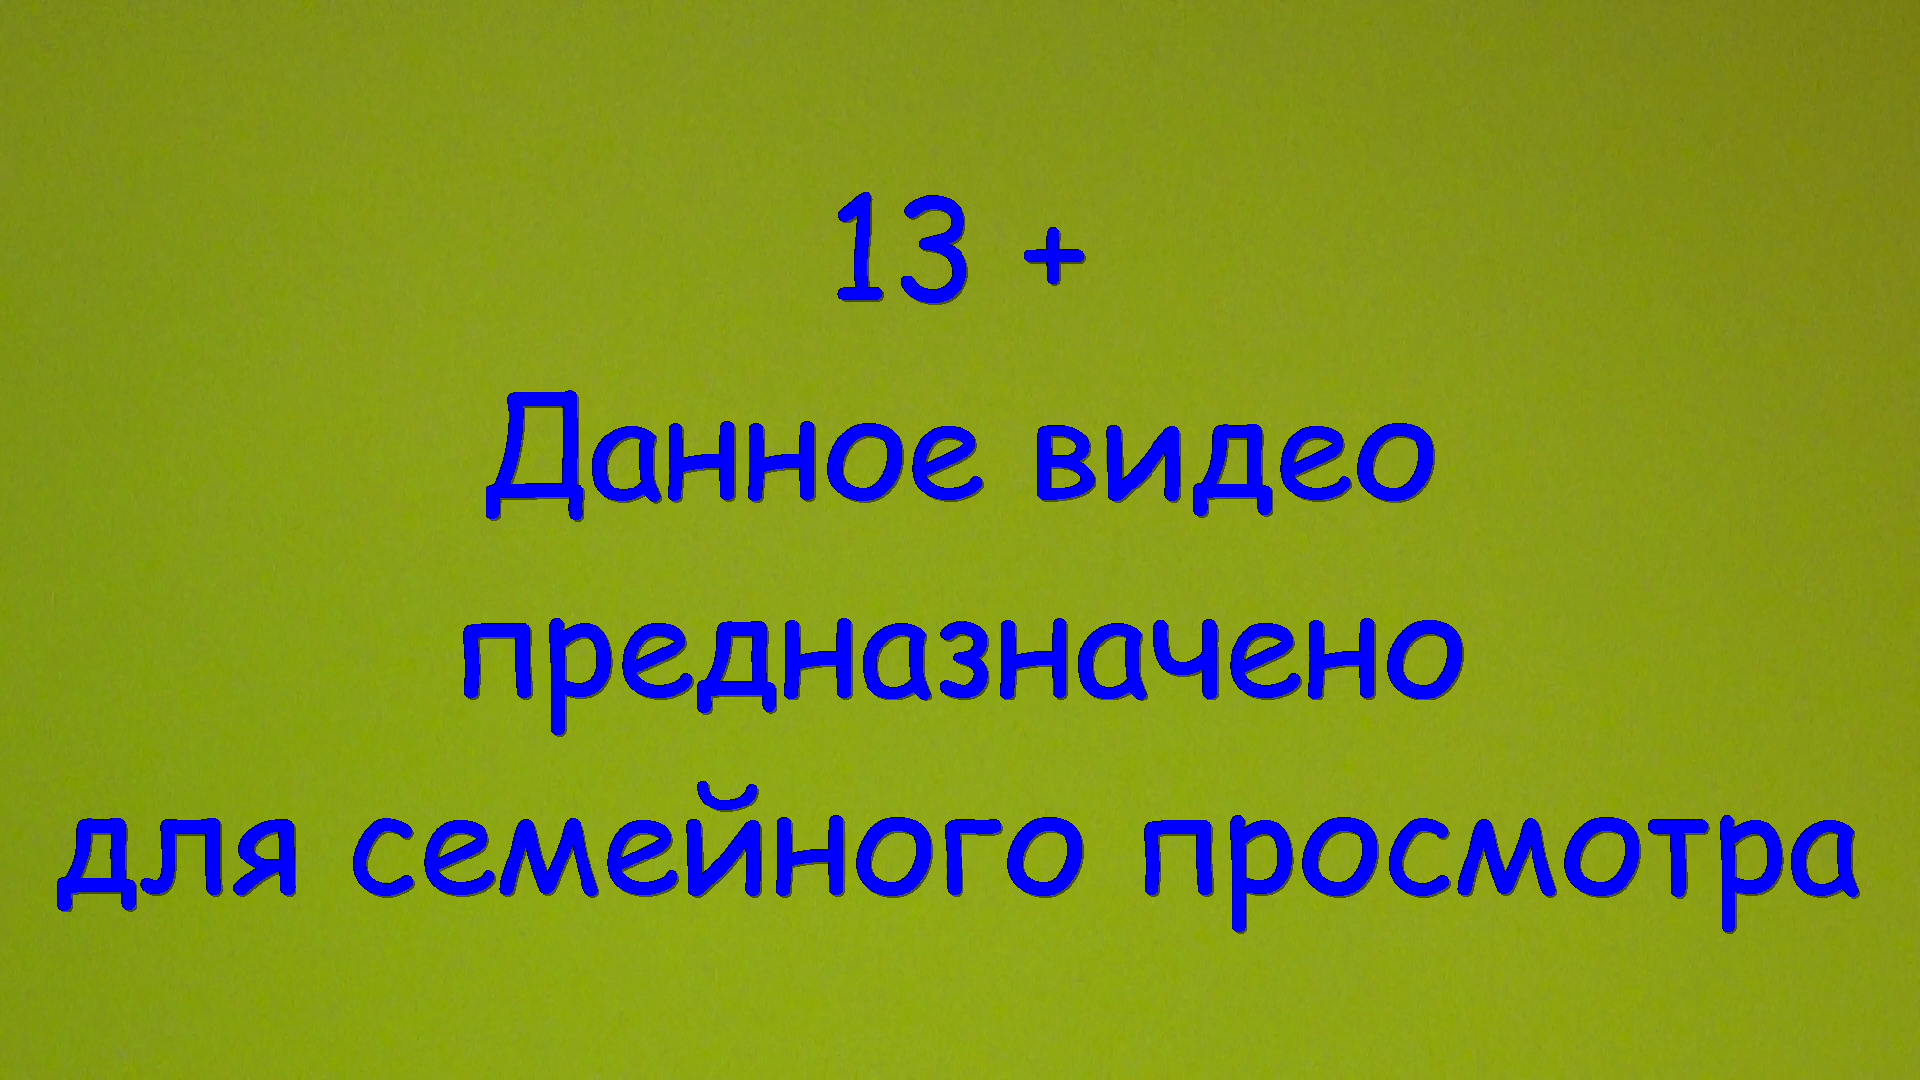 13 +
Данное видео
предназначено
для семейного просмотра